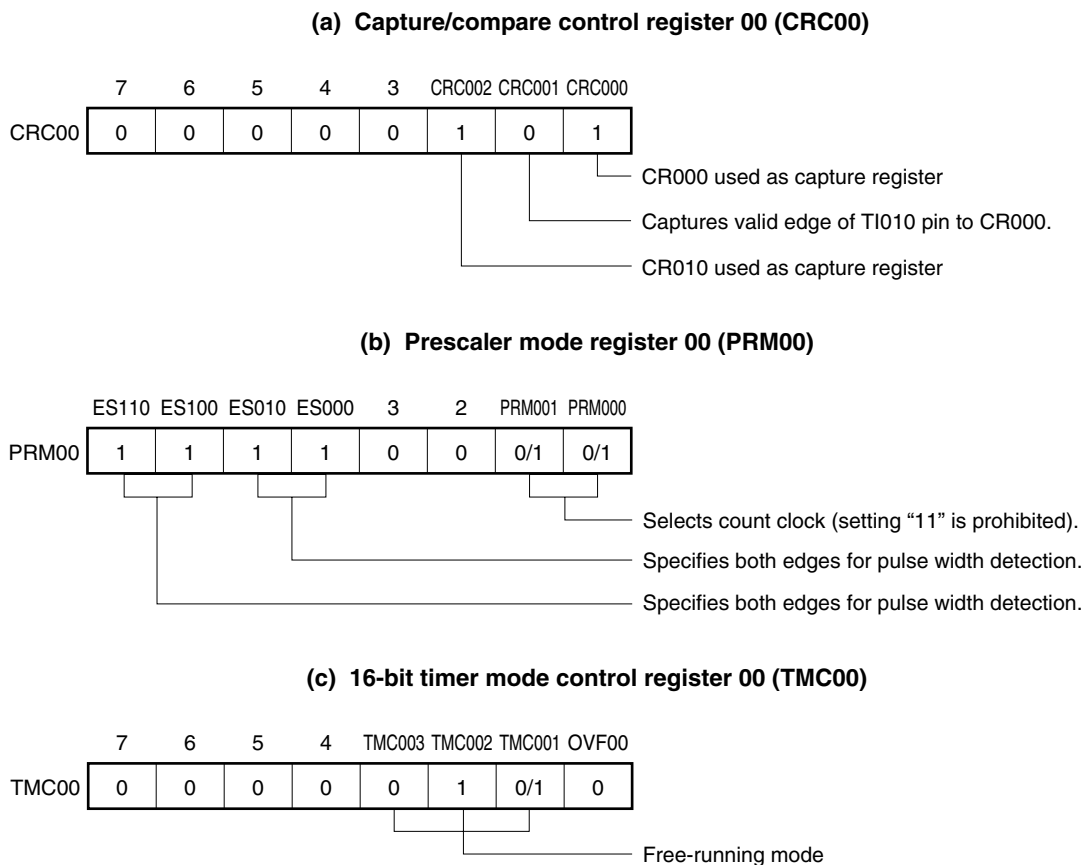 (a) Capture/compare control register 00 (CRC00)
7 6 5 4 3 CRC002 CRC001 CRC000
CRC00 0 0 0 0 0 1 0 1
CR000 used as capture register
Captures valid edge of TI010 pin to CR000.
CR010 used as capture register
(b) Prescaler mode register 00 (PRM00)
ES110 ES100 ES010 ES000 3 2 PRM001 PRM000
PRM00 1 1 1 1 0 0 0/1 0/1
Selects count clock (setting “11” is prohibited).
Specifies both edges for pulse width detection.
Specifies both edges for pulse width detection.
(c) 16-bit timer mode control register 00 (TMC00)
7 6 5 4 TMC003 TMC002 TMC001 OVF00
TMC00 0 0 0 0 0 1 0/1 0
Free-running mode